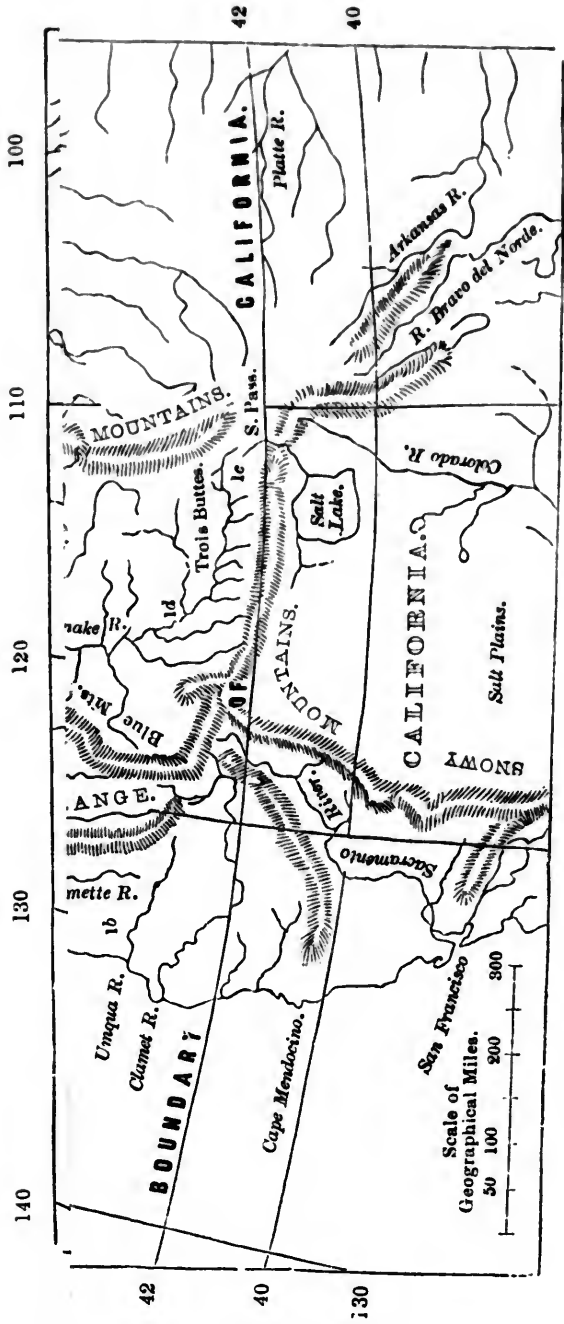 140
130
120
110
100
42
40
42
40
130
MOUNTAINS.
Trois Buttes.
1c
S. Pass.
nake R.
1d
Blue Mts.
ANGE.
mette R.
1b
Umqua R.
Clamet R.
BOUNDARY OF CALIFORNIA.
Platte R.
Arkansas R.
R. Bravo del Norde.
Colorado R.
Salt
Lake.
SNOWY MOUNTAINS.
CALIFORNIA.
Salt Plains.
Sacramento River.
Cape Mendocino.
San Francisco
Scale of
Geographical Miles.
50 100 200 300